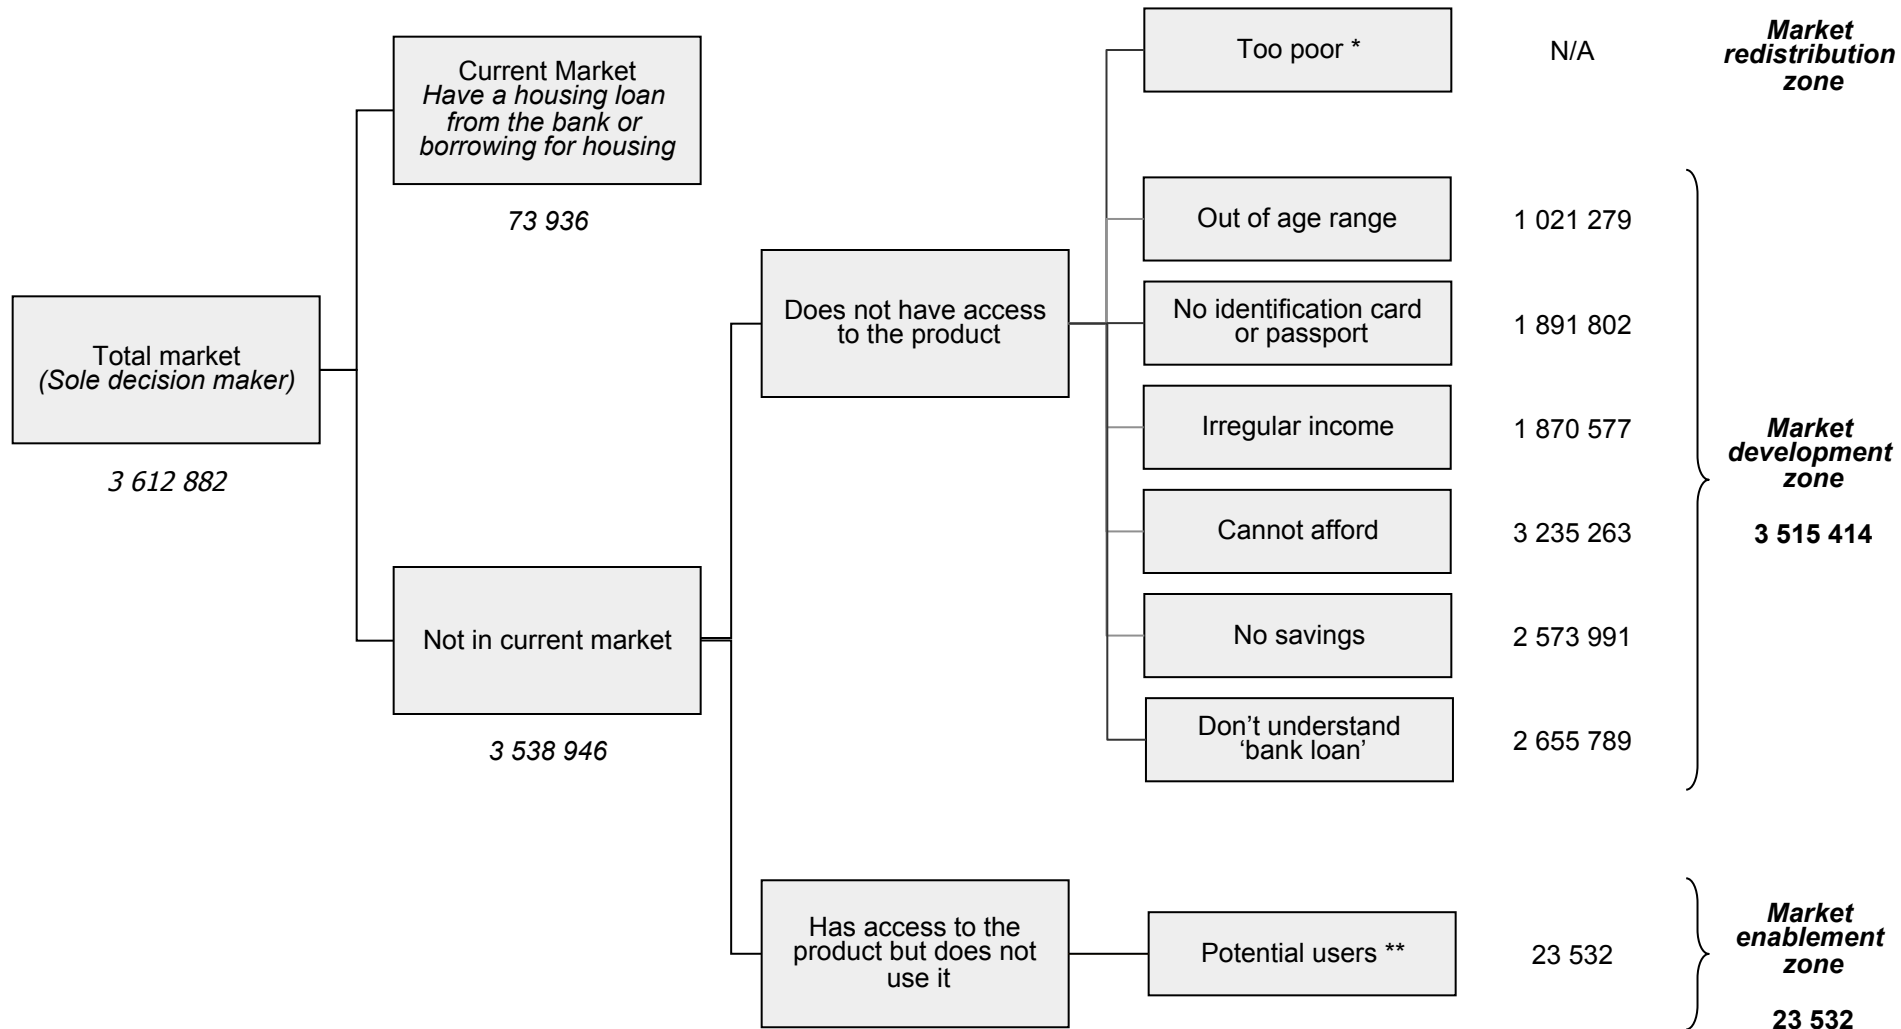 Total market
(Sole decision maker)
3 612 882
Current Market
Have a housing loan
from the bank or
borrowing for housing
73 936
Not in current market
3 538 946
Does not have access
to the product
Has access to the
product but does not
use it
Too poor *
N/A
Out of age range
1 021 279
No identification card
or passport
1 891 802
Irregular income
1 870 577
Cannot afford
3 235 263
No savings
2 573 991
Don’t understand
‘bank loan’
2 655 789
Potential users **
23 532
Market
redistribution
zone
Market
development
zone
3 515 414
Market
enablement
zone
23 532